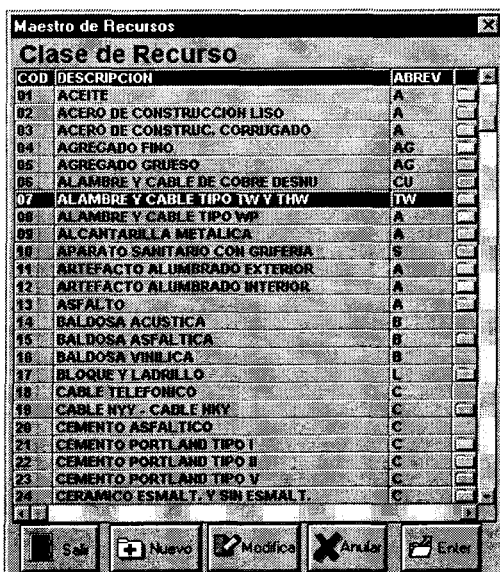 Maestro de Recursos
Clase de Recurso
COD DESCRIPCION ABREV
01 ACEITE A
02 ACERO DE CONSTRUCCION LISO A
03 ACERO DE CONSTRUC. CORRUGADO A
04 AGREGADO FINO AG
05 AGREGADO GRUESO AG
06 ALAMBRE Y CABLE DE COBRE DESNU CU
07 ALAMBRE Y CABLE TIPO TW Y THW TW
08 ALAMBRE Y CABLE TIPO WP A
09 ALCANTARILLA METALICA A
10 APARATO SANITARIO CON GRIFERIA S
11 ARTEFACTO ALUMBRADO EXTERIOR A
12 ARTEFACTO ALUMBRADO INTERIOR A
13 ASFALTO A
14 BALDOSA ACUSTICA B
15 BALDOSA ASFALTICA B
16 BALDOSA VINILICA B
17 BLOQUE Y LADRILLO L
18 CABLE TELEFONICO C
19 CABLE NYY - CABLE NKY C
20 CEMENTO ASFALTICO C
21 CEMENTO PORTLAND TIPO I C
22 CEMENTO PORTLAND TIPO II C
23 CEMENTO PORTLAND TIPO V C
24 CERAMICO ESMALT. Y SIN ESMALT. C
Salir Nuevo Modifica Anular Enter